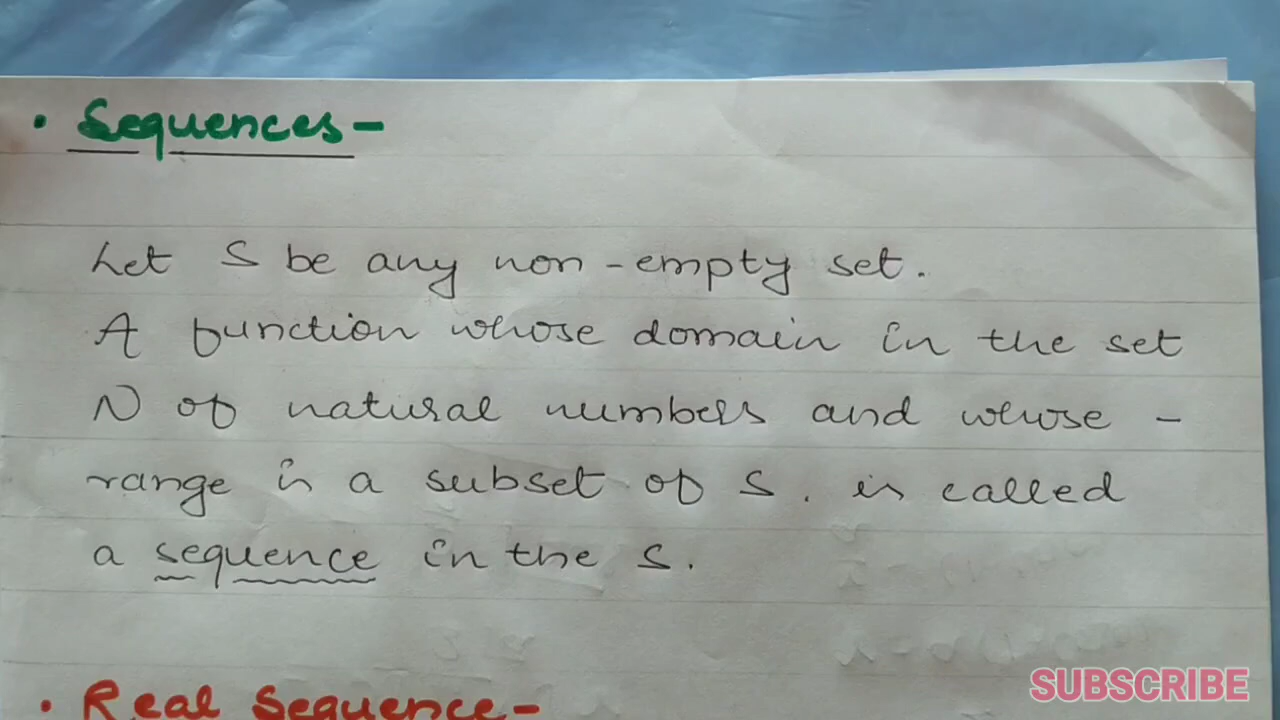 • Sequences-
Let S be any non-empty set.
A function whose domain in the set
N of natural numbers and whose -
range is a subset of S. is called
a sequence in the S.
• Real Sequence-
SUBSCRIBE